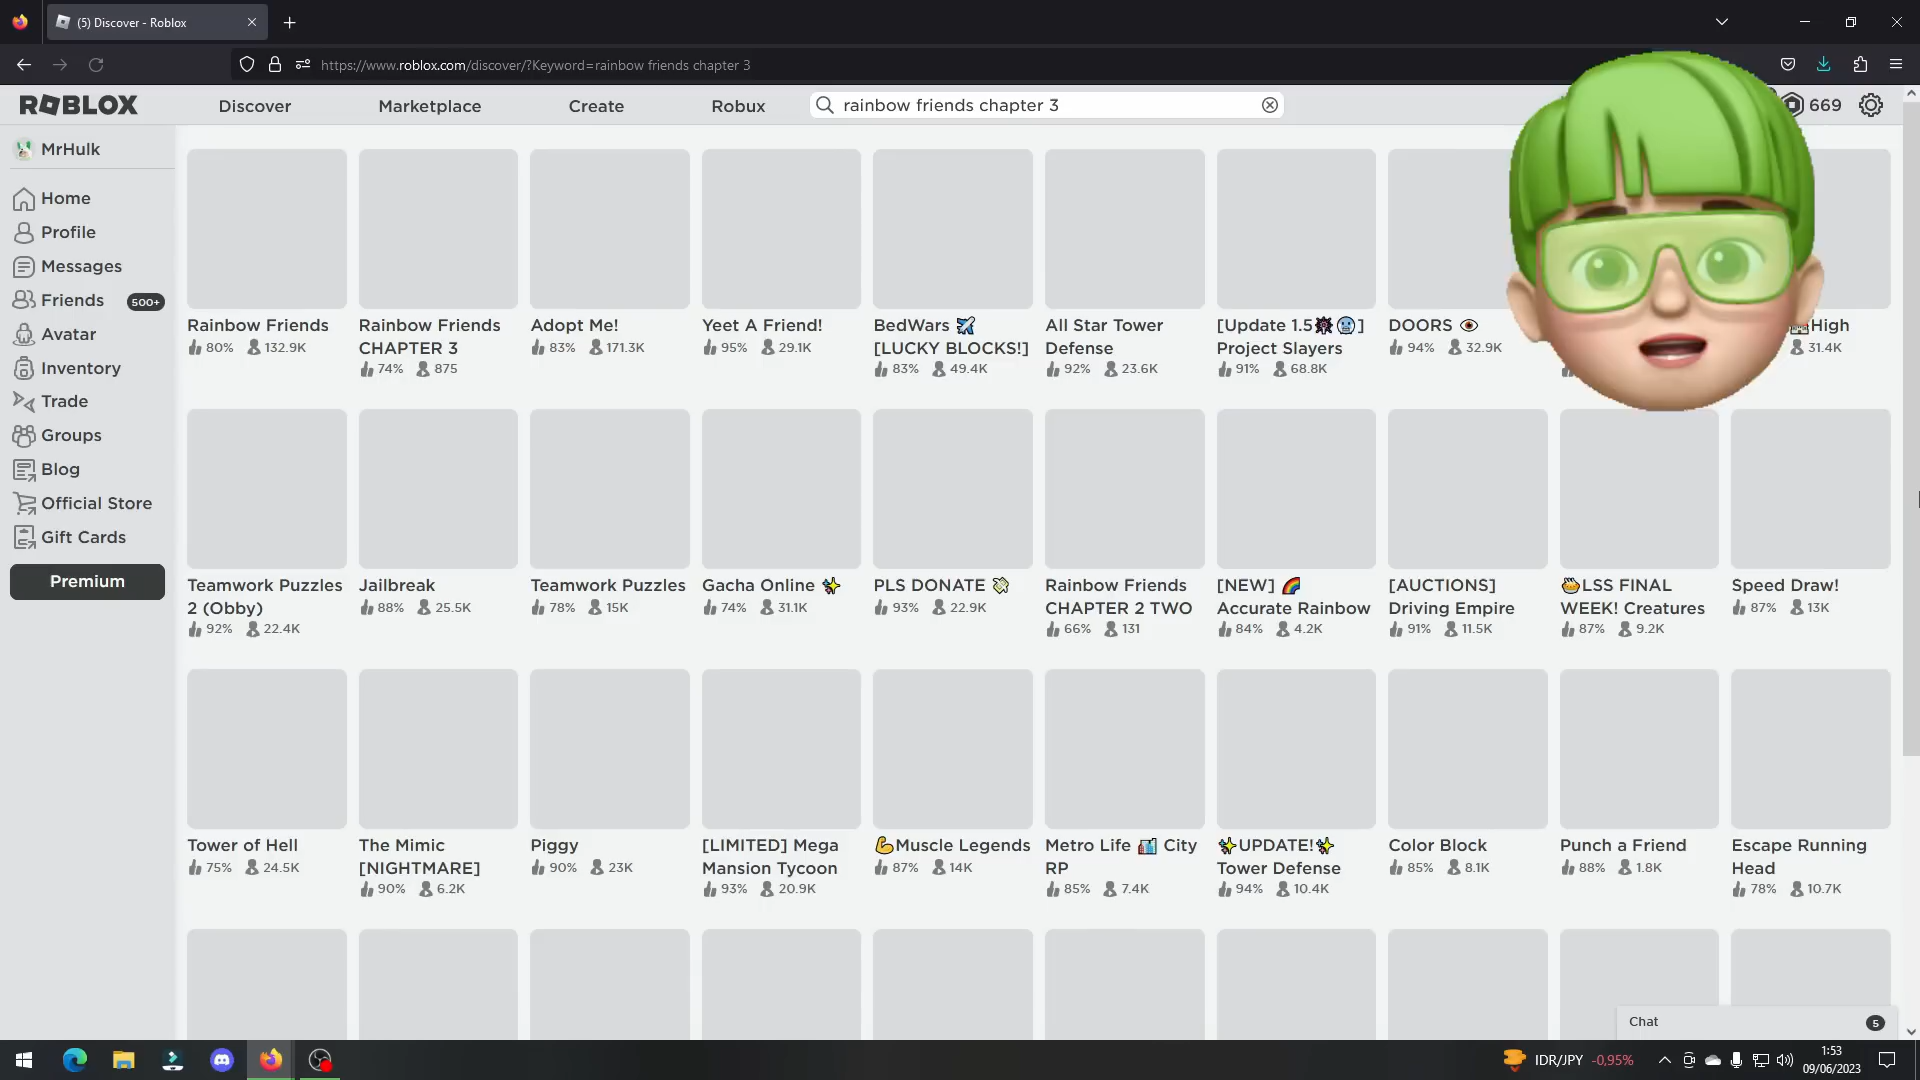 (5) Discover - Roblox
https://www.roblox.com/discover/?Keyword=rainbow friends chapter 3
ROBLOX
Discover
Marketplace
Create
Robux
rainbow friends chapter 3
669
MrHulk
Home
Profile
Messages
Friends
500+
Avatar
Inventory
Trade
Groups
Blog
Official Store
Gift Cards
Premium
Rainbow Friends
80% 132.9K
Rainbow Friends
CHAPTER 3
74% 875
Adopt Me!
83% 171.3K
Yeet A Friend!
95% 29.1K
BedWars ✈️
[LUCKY BLOCKS!]
83% 49.4K
All Star Tower
Defense
92% 23.6K
[Update 1.5]
Project Slayers
91% 68.8K
DOORS 👁️
94% 32.9K
High
31.4K
Teamwork Puzzles
2 (Obby)
92% 22.4K
Jailbreak
88% 25.5K
Teamwork Puzzles
78% 15K
Gacha Online ✨
74% 31.1K
PLS DONATE 💸
93% 22.9K
Rainbow Friends
CHAPTER 2 TWO
66% 131
[NEW] 🌈
Accurate Rainbow
84% 4.2K
[AUCTIONS]
Driving Empire
91% 11.5K
LSS FINAL
WEEK! Creatures
87% 9.2K
Speed Draw!
87% 13K
Tower of Hell
75% 24.5K
The Mimic
[NIGHTMARE]
90% 6.2K
Piggy
90% 23K
[LIMITED] Mega
Mansion Tycoon
93% 20.9K
💪Muscle Legends
87% 14K
Metro Life 🏙️ City
RP
85% 7.4K
✨UPDATE!✨
Tower Defense
94% 10.4K
Color Block
85% 8.1K
Punch a Friend
88% 1.8K
Escape Running
Head
78% 10.7K
Chat
5
IDR/JPY -0,95%
1:53
09/06/2023